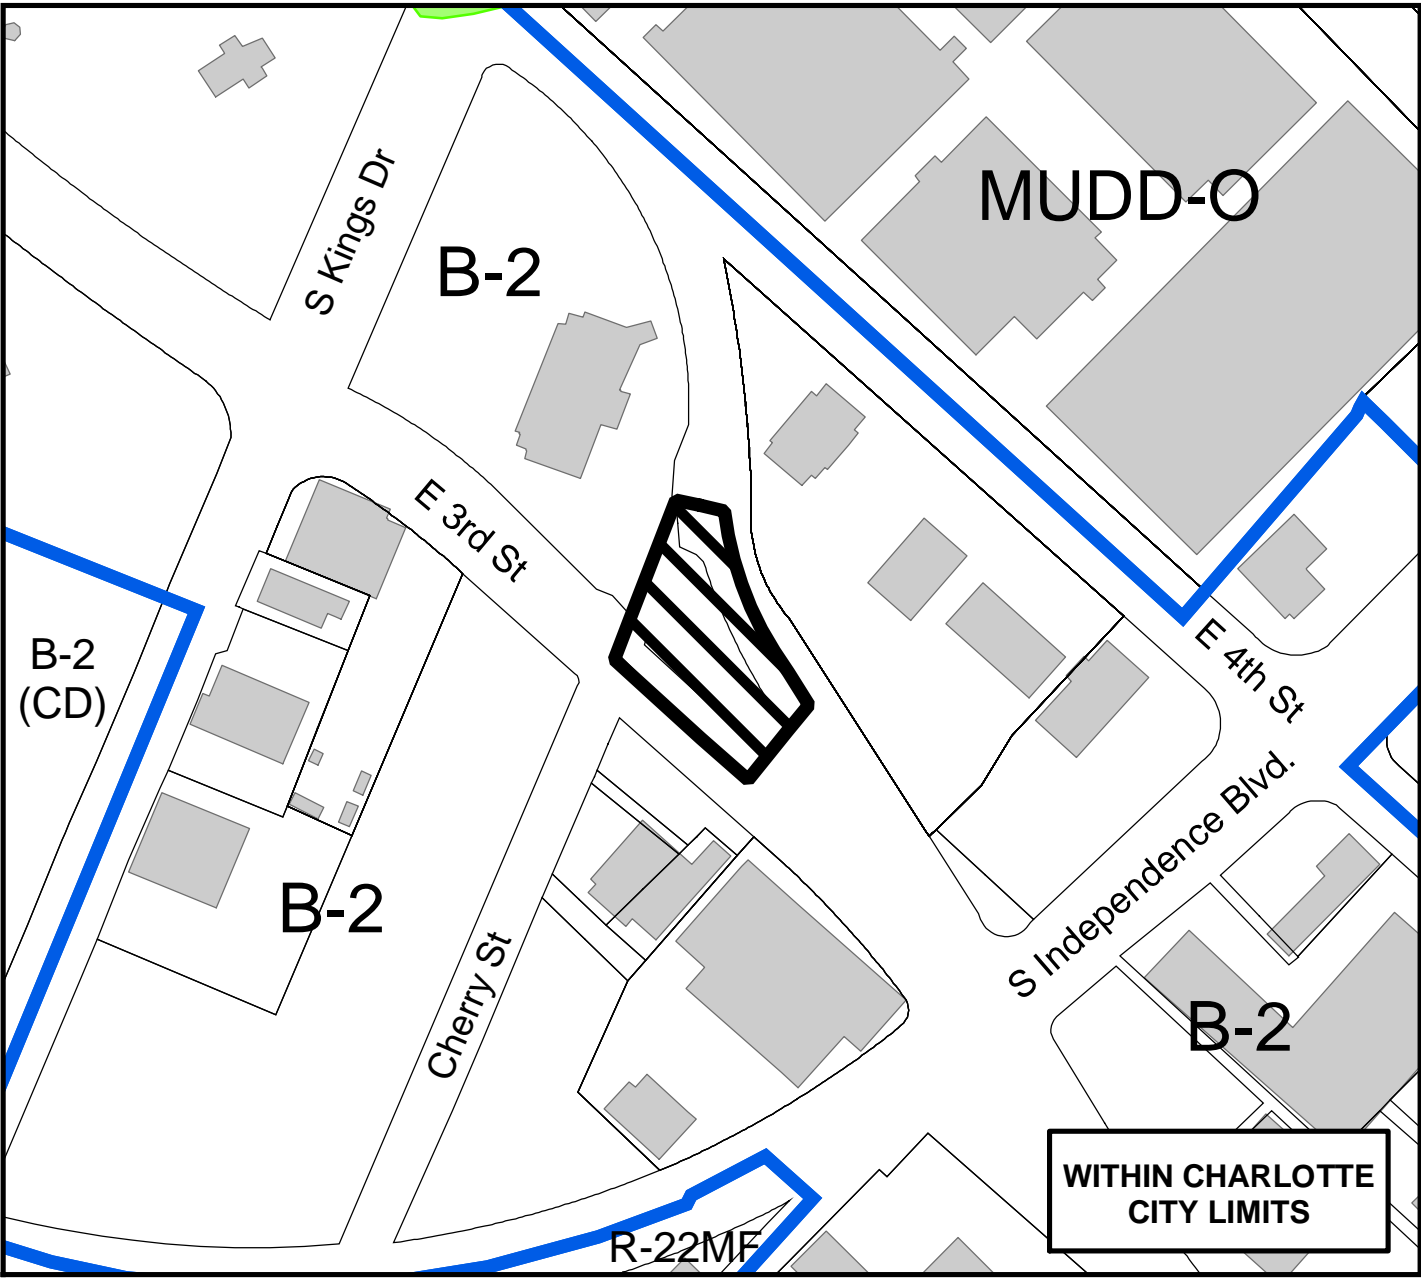 MUDD-O
S Kings Dr
B-2
E 3rd St
B-2
(CD)
E 4th St
S Independence Blvd.
B-2
Cherry St
B-2
WITHIN CHARLOTTE
CITY LIMITS
R-22MF